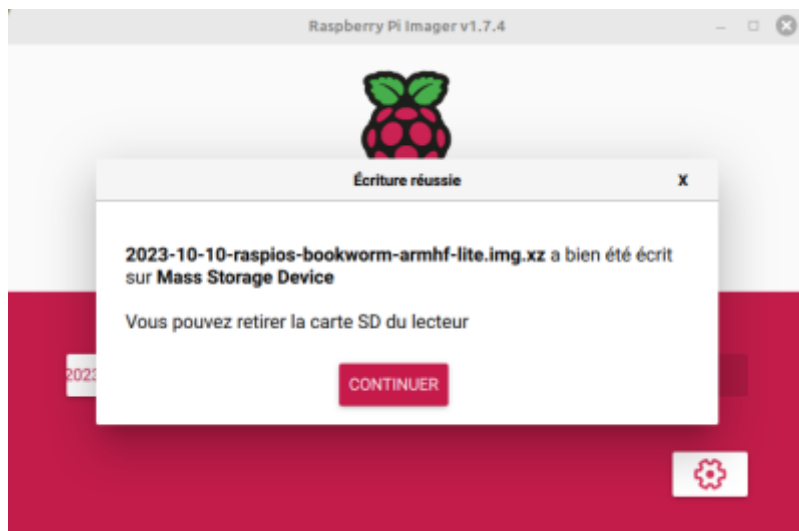 Raspberry Pi Imager v1.7.4
Écriture réussie
X
2023-10-10-raspios-bookworm-armhf-lite.img.xz a bien été écrit
sur Mass Storage Device
Vous pouvez retirer la carte SD du lecteur
2023
CONTINUER